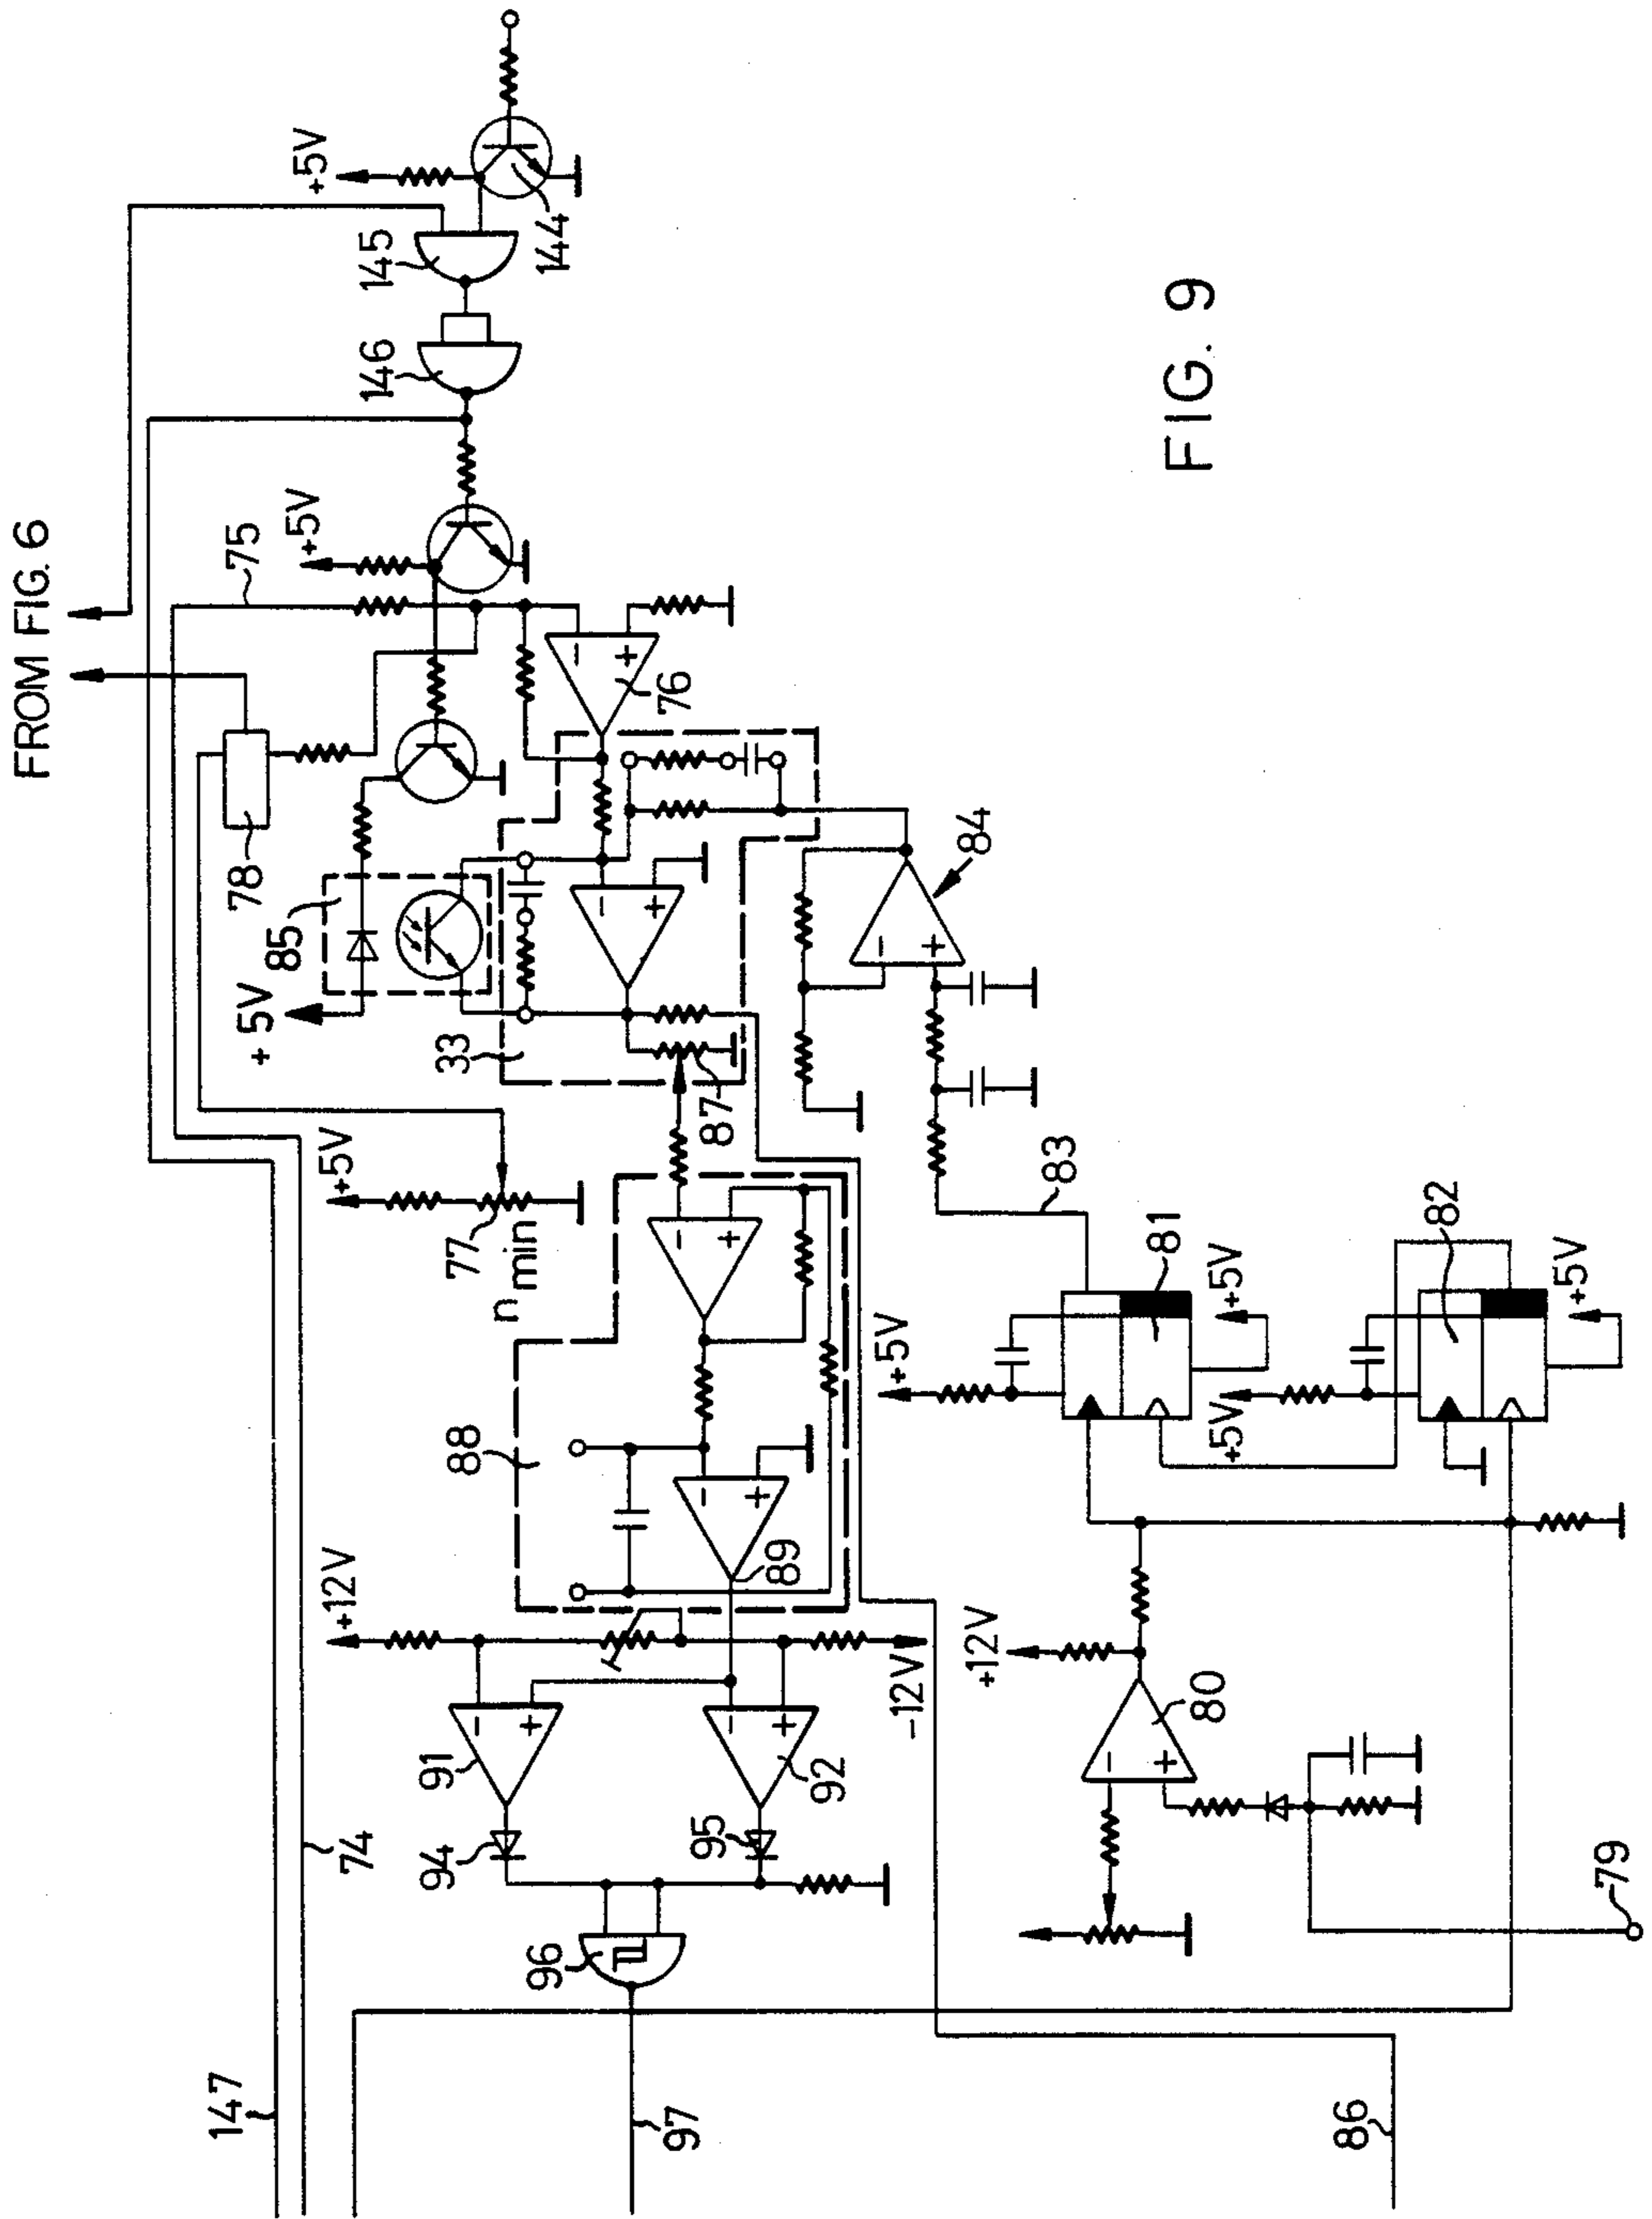 FROM FIG. 6
+5V
145
144
146
+5V
75
76
78
85
+5V
33
87
84
+5V
77
n min
83
81
+5V
82
+5V
+5V
+5V
88
89
+12V
-12V
+12V
80
91
92
94
95
96
79
74
147
97
86
FIG. 9
- +
- +
- +
- +
- +
- +
- +
- +